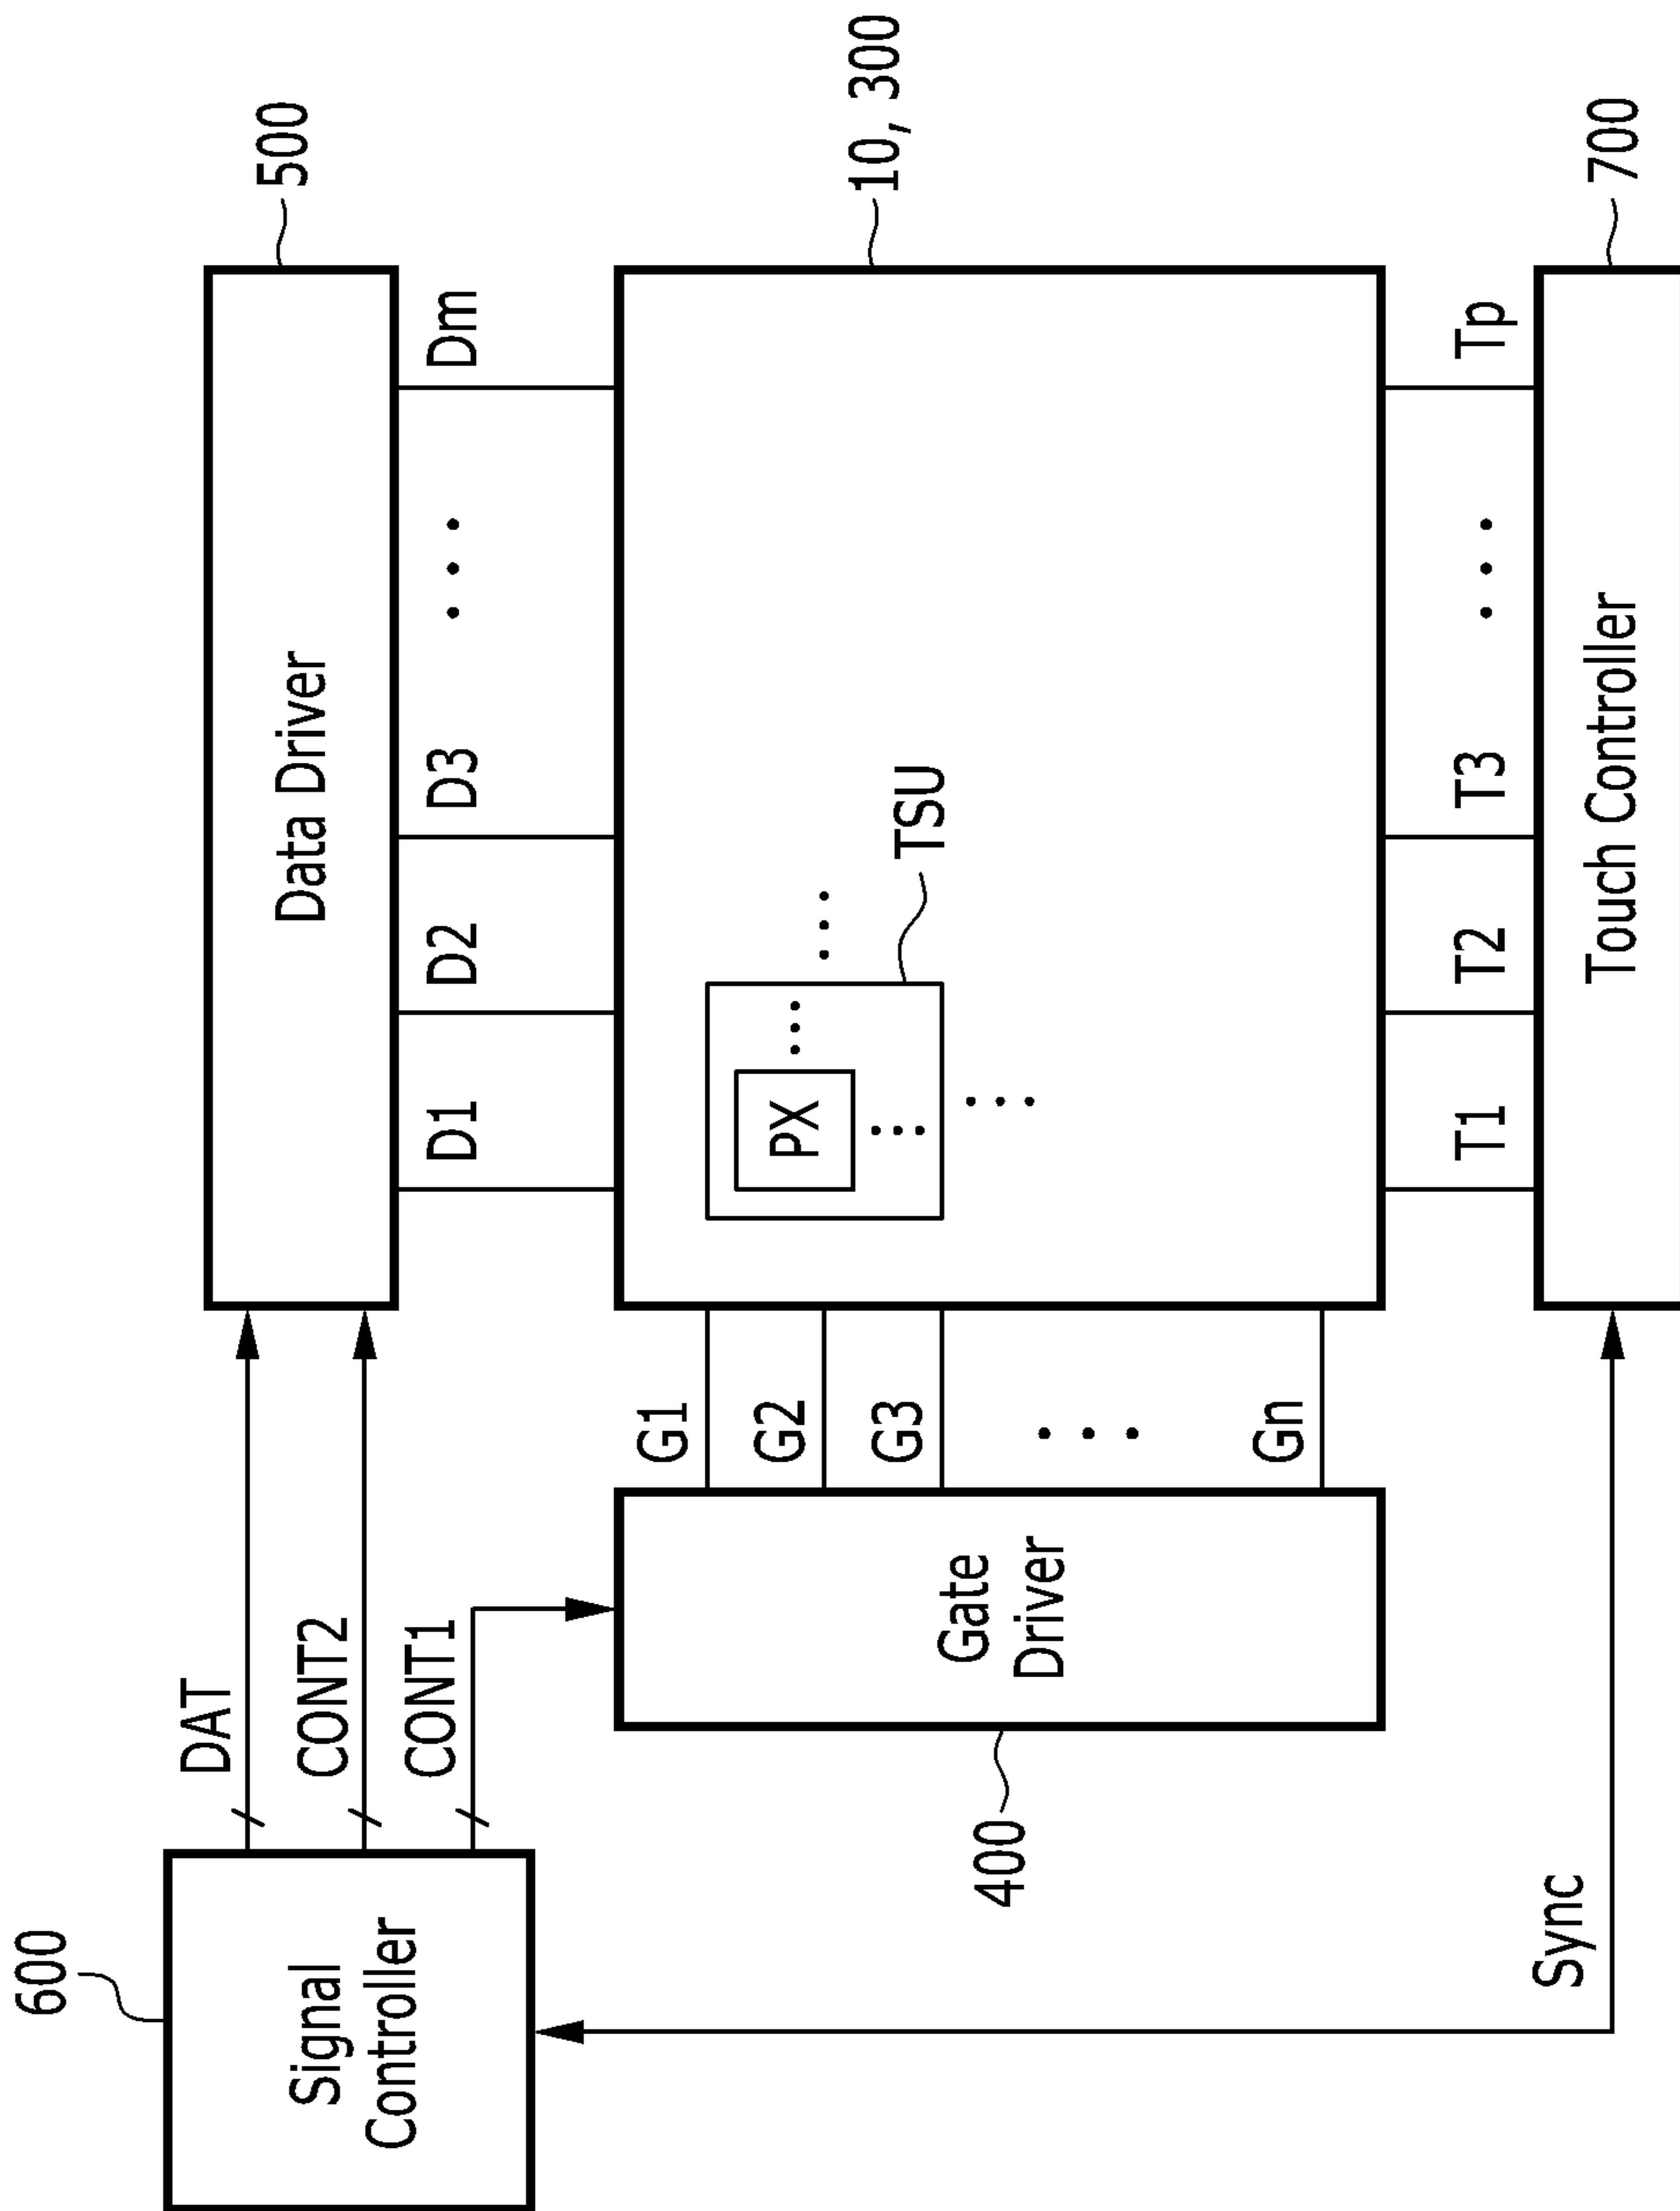 600
Signal
Controller
DAT
CONT2
CONT1
Data Driver
500
D1
D2
D3
Dm
Gate
Driver
400
G1
G2
G3
Gn
PX
TSU
10, 300
T1
T2
T3
Tp
Sync
Touch Controller
700